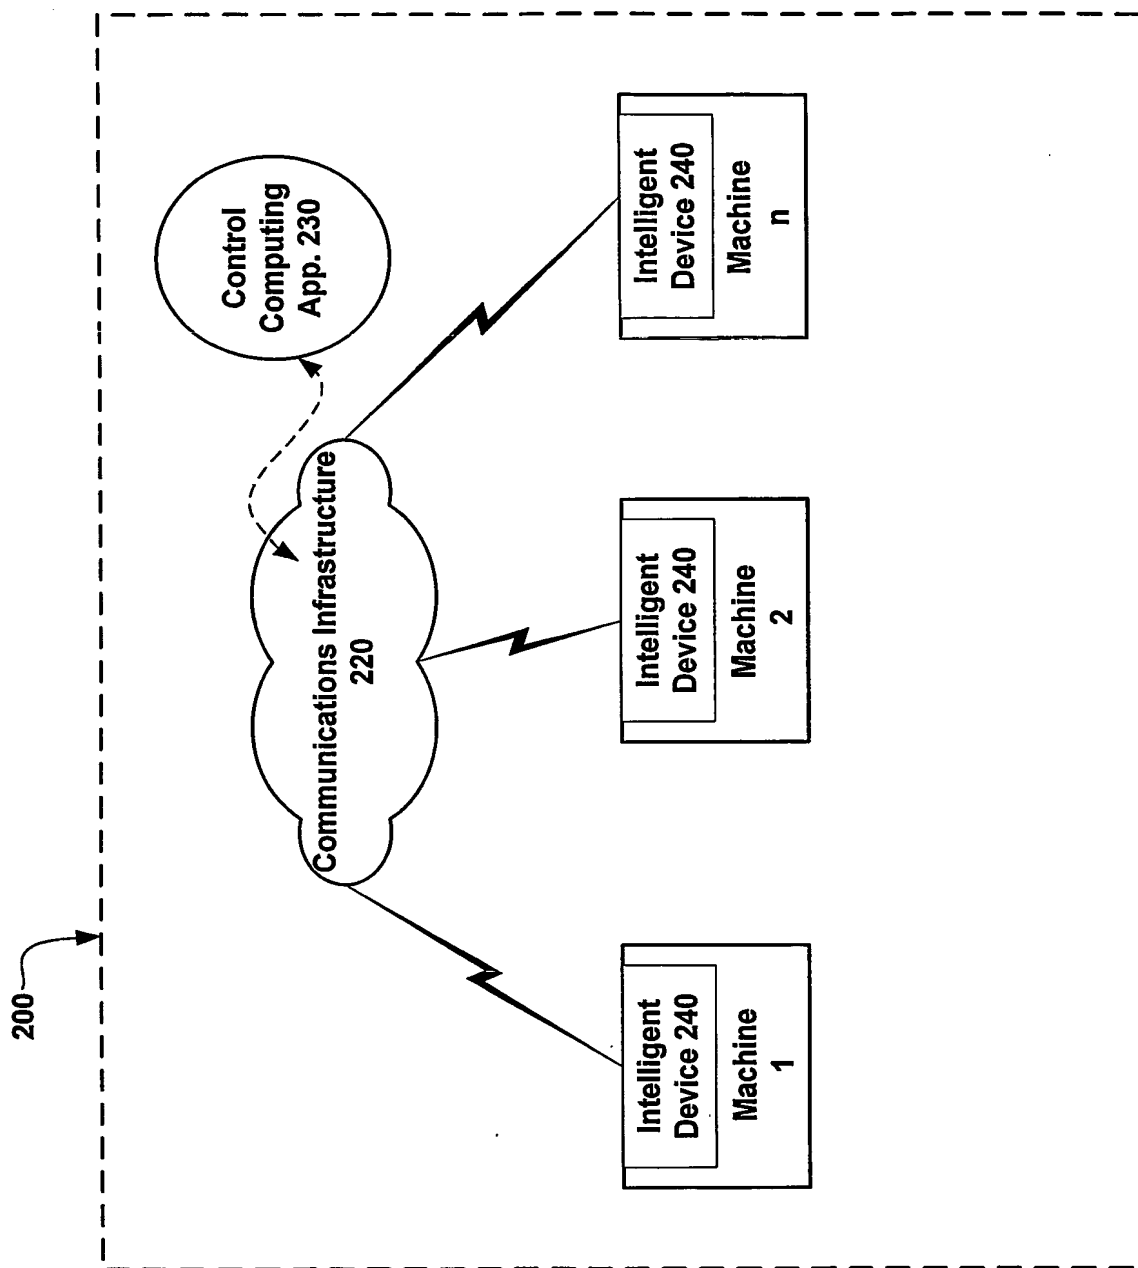 200
Control
Computing
App. 230
Communications Infrastructure
220
Intelligent
Device 240
Machine
1
Intelligent
Device 240
Machine
2
Intelligent
Device 240
Machine
n